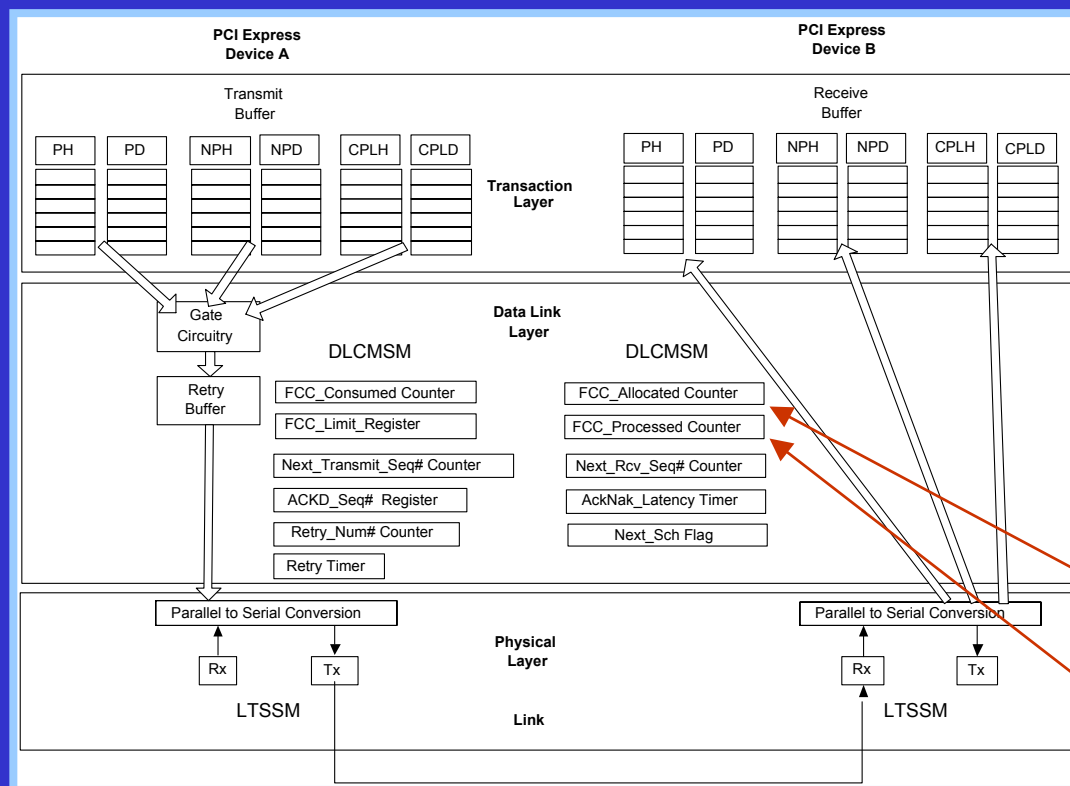 PCI Express
Device A
PCI Express
Device B
Transmit
Buffer
Receive
Buffer
PH
PD
NPH
NPD
CPLH
CPLD
PH
PD
NPH
NPD
CPLH
CPLD
Transaction
Layer
Gate
Circuitry
Data Link
Layer
DLCMSM
DLCMSM
Retry
Buffer
FCC_Consumed Counter
FCC_Limit_Register
Next_Transmit_Seq# Counter
ACKD_Seq# Register
Retry_Num# Counter
Retry Timer
FCC_Allocated Counter
FCC_Processed Counter
Next_Rcv_Seq# Counter
AckNak_Latency Timer
Next_Sch Flag
Parallel to Serial Conversion
Parallel to Serial Conversion
Physical
Layer
Rx
Tx
Rx
Tx
LTSSM
LTSSM
Link